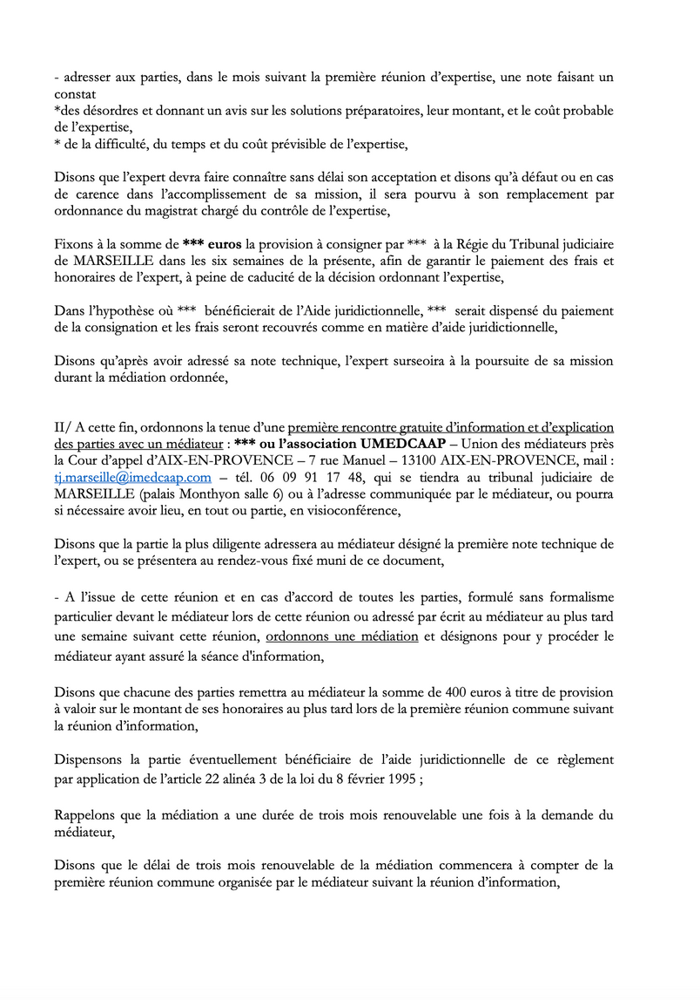 - adresser aux parties, dans le mois suivant la première réunion d’expertise, une note faisant un
constat
*des désordres et donnant un avis sur les solutions préparatoires, leur montant, et le coût probable
de l’expertise,
* de la difficulté, du temps et du coût prévisible de l’expertise,
Disons que l’expert devra faire connaître sans délai son acceptation et disons qu’à défaut ou en cas
de carence dans l’accomplissement de sa mission, il sera pourvu à son remplacement par
ordonnance du magistrat chargé du contrôle de l’expertise,
Fixons à la somme de *** euros la provision à consigner par *** à la Régie du Tribunal judiciaire
de MARSEILLE dans les six semaines de la présente, afin de garantir le paiement des frais et
honoraires de l’expert, à peine de caducité de la décision ordonnant l’expertise,
Dans l’hypothèse où *** bénéficierait de l’Aide juridictionnelle, *** serait dispensé du paiement
de la consignation et les frais seront recouvrés comme en matière d’aide juridictionnelle,
Disons qu’après avoir adressé sa note technique, l’expert surseoira à la poursuite de sa mission
durant la médiation ordonnée,
II/ A cette fin, ordonnons la tenue d’une première rencontre gratuite d’information et d’explication
des parties avec un médiateur : *** ou l’association UMEDCAAP – Union des médiateurs près
la Cour d’appel d’AIX-EN-PROVENCE – 7 rue Manuel – 13100 AIX-EN-PROVENCE, mail :
tj.marseille@imedcaap.com – tél. 06 09 91 17 48, qui se tiendra au tribunal judiciaire de
MARSEILLE (palais Monthyon salle 6) ou à l’adresse communiquée par le médiateur, ou pourra
si nécessaire avoir lieu, en tout ou partie, en visioconférence,
Disons que la partie la plus diligente adressera au médiateur désigné la première note technique de
l’expert, ou se présentera au rendez-vous fixé muni de ce document,
- A l’issue de cette réunion et en cas d’accord de toutes les parties, formulé sans formalisme
particulier devant le médiateur lors de cette réunion ou adressé par écrit au médiateur au plus tard
une semaine suivant cette réunion, ordonnons une médiation et désignons pour y procéder le
médiateur ayant assuré la séance d'information,
Disons que chacune des parties remettra au médiateur la somme de 400 euros à titre de provision
à valoir sur le montant de ses honoraires au plus tard lors de la première réunion commune suivant
la réunion d’information,
Dispensons la partie éventuellement bénéficiaire de l’aide juridictionnelle de ce règlement
par application de l’article 22 alinéa 3 de la loi du 8 février 1995 ;
Rappelons que la médiation a une durée de trois mois renouvelable une fois à la demande du
médiateur,
Disons que le délai de trois mois renouvelable de la médiation commencera à compter de la
première réunion commune organisée par le médiateur suivant la réunion d’information,